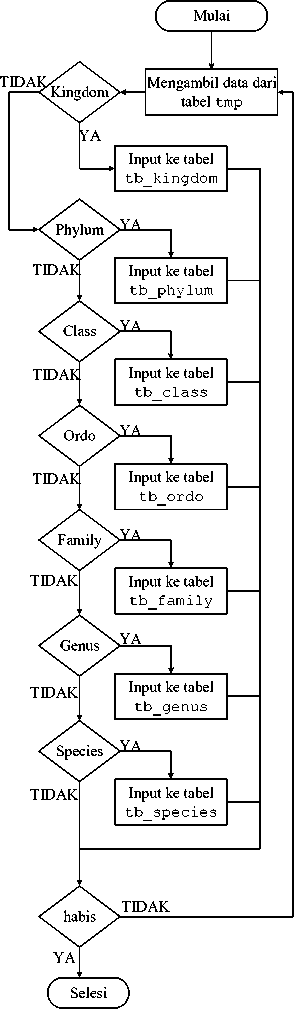 Mulai
Mengambil data dari
tabel tmp
Kingdom
TIDAK
YA
Input ke tabel
tb_kingdom
Phylum
YA
TIDAK
Input ke tabel
tb_phylum
Class
YA
TIDAK
Input ke tabel
tb_class
Ordo
YA
TIDAK
Input ke tabel
tb_ordo
Family
YA
TIDAK
Input ke tabel
tb_family
Genus
YA
TIDAK
Input ke tabel
tb_genus
Species
YA
TIDAK
Input ke tabel
tb_species
habis
TIDAK
YA
Selesi